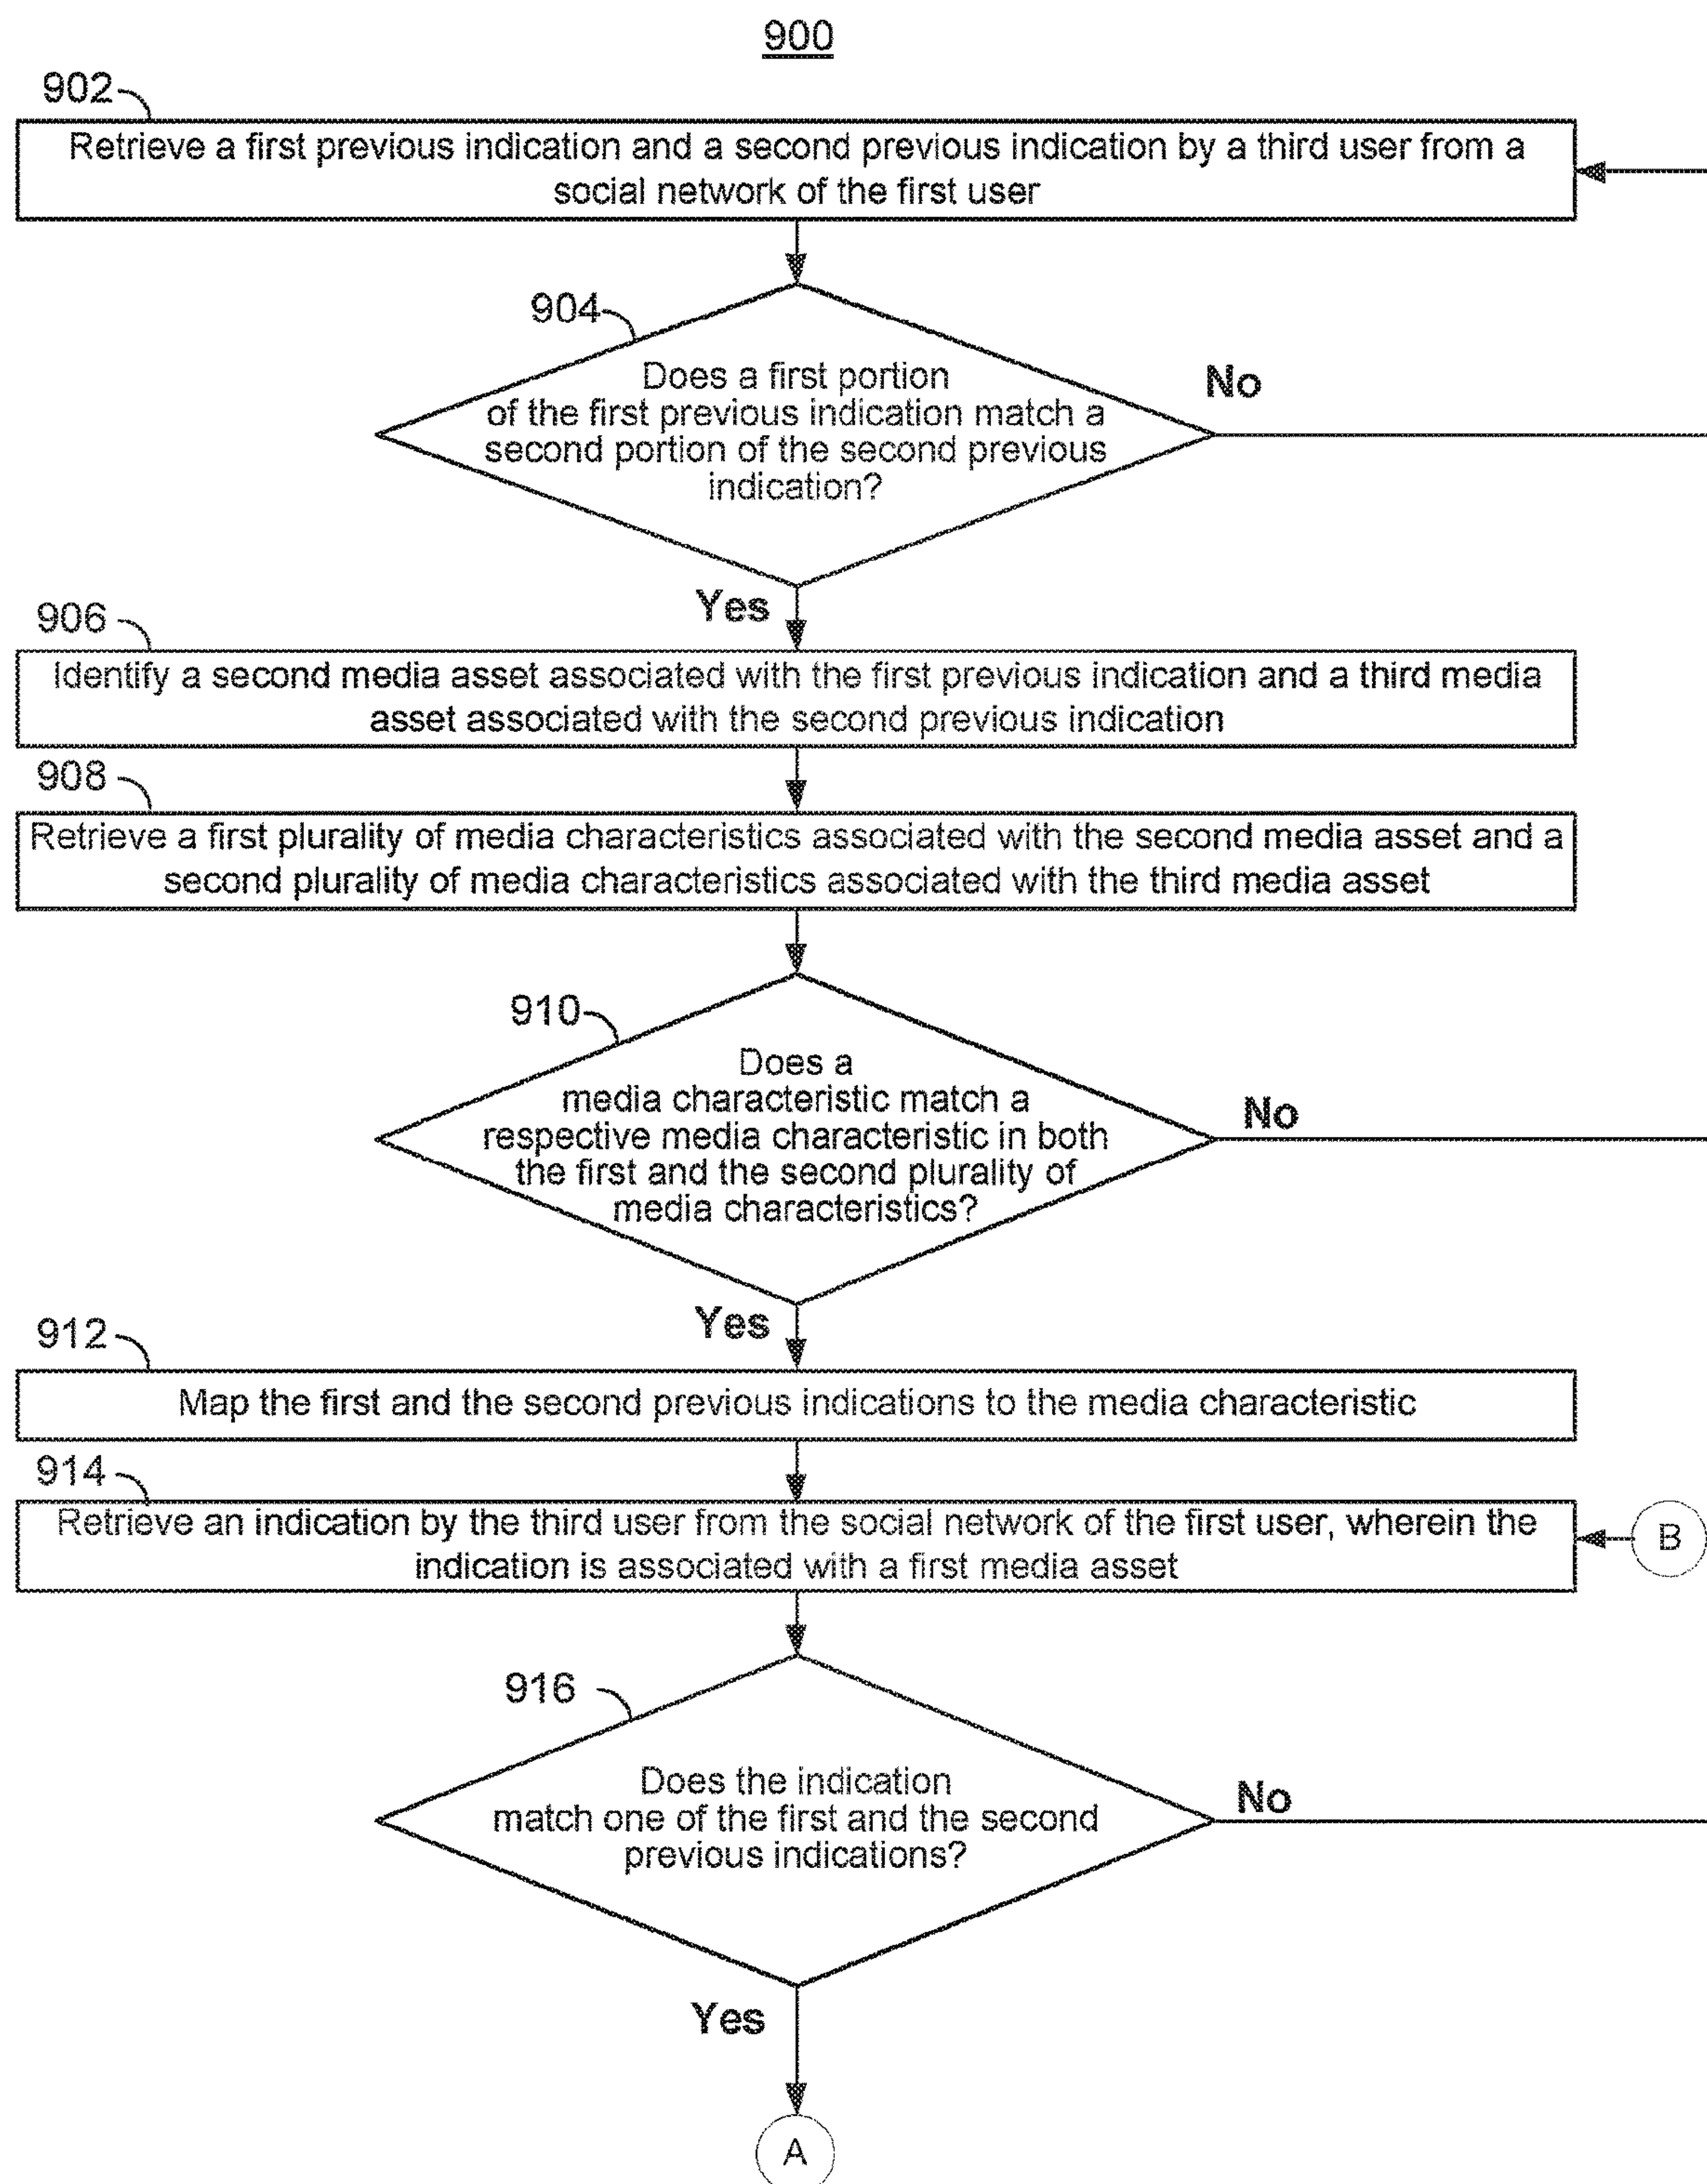 900
902
Retrieve a first previous indication and a second previous indication by a third user from a
social network of the first user
904
Does a first portion
of the first previous indication match a
second portion of the second previous
indication?
No
Yes
906
Identify a second media asset associated with the first previous indication and a third media
asset associated with the second previous indication
908
Retrieve a first plurality of media characteristics associated with the second media asset and a
second plurality of media characteristics associated with the third media asset
910
Does a
media characteristic match a
respective media characteristic in both
the first and the second plurality of
media characteristics?
No
Yes
912
Map the first and the second previous indications to the media characteristic
914
Retrieve an indication by the third user from the social network of the first user, wherein the
indication is associated with a first media asset
B
916
Does the indication
match one of the first and the second
previous indications?
No
Yes
A